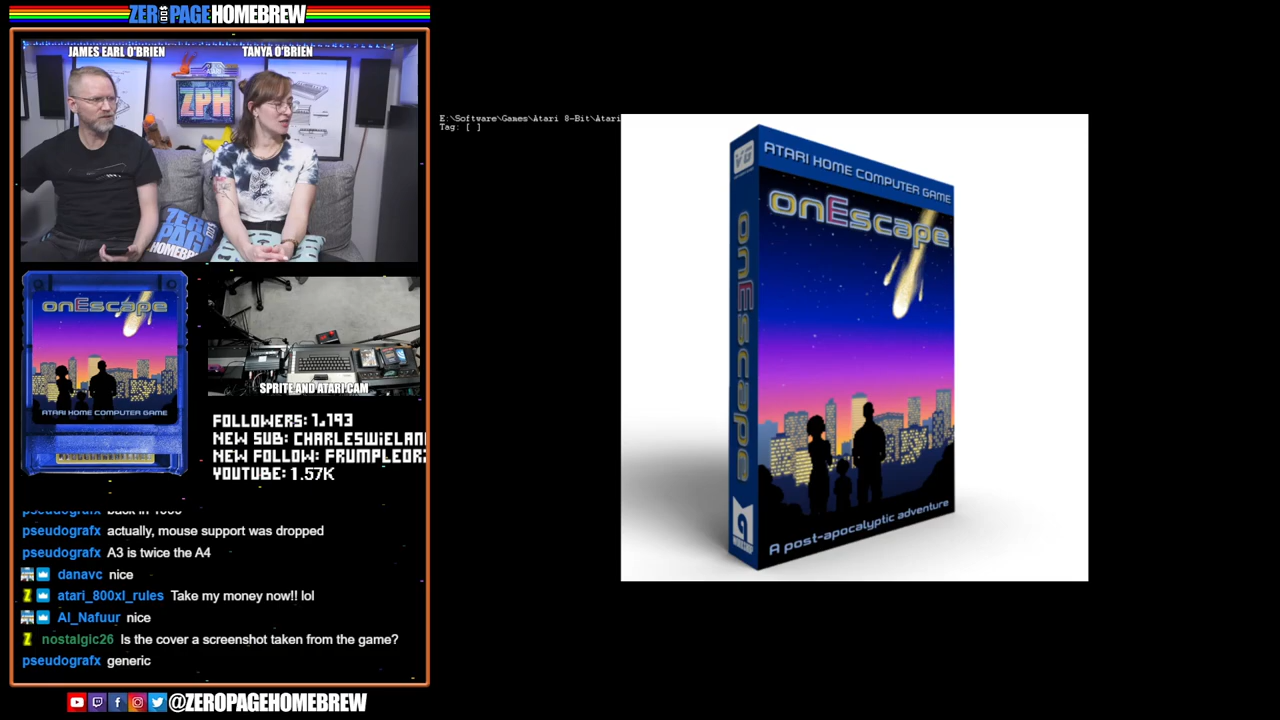 ZEROPAGE HOMEBREW
JAMES EARL O'BRIEN
TANYA O'BRIEN
ZPH
ZERO
PAGE
HOMEBREW
onEscape
ATARI HOME COMPUTER GAME
SPRITE AND ATARI CAM
FOLLOWERS: 1,193
NEW SUB: CHARLESWIELAN
NEW FOLLOW: FRUMPLEOR
YOUTUBE: 1.57K
pseudografx actually, mouse support was dropped
pseudografx A3 is twice the A4
danavc nice
atari_800xl_rules Take my money now!! lol
Al_Nafuur nice
nostalgic26 Is the cover a screenshot taken from the game?
pseudografx generic
@ZEROPAGEHOMEBREW
E:\Software\Games\Atari 8-Bit\Atari
Tag: [ ]
ATARI HOME COMPUTER GAME
onEscape
onEscape
A post-apocalyptic adventure